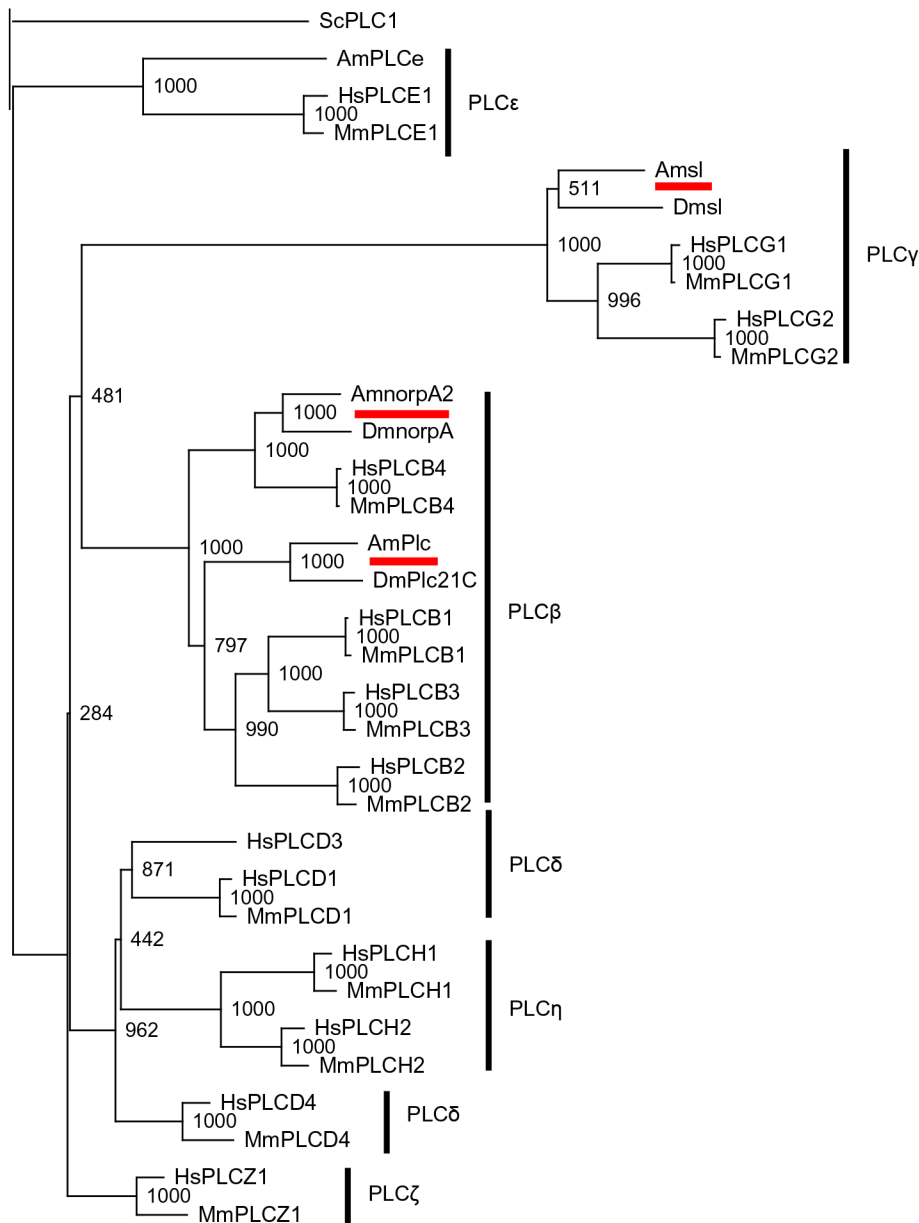 ScPLC1
AmPLCe
1000
HsPLCE1
1000
MmPLCE1
PLCε
Amsl
511
Dmsl
1000
HsPLCG1
1000
MmPLCG1
996
HsPLCG2
1000
MmPLCG2
PLCγ
481
AmnorpA2
1000
DmnorpA
1000
HsPLCB4
1000
MmPLCB4
1000
AmPlc
1000
DmPlc21C
797
HsPLCB1
1000
MmPLCB1
1000
HsPLCB3
1000
MmPLCB3
990
HsPLCB2
1000
MmPLCB2
PLCβ
284
HsPLCD3
871
HsPLCD1
1000
MmPLCD1
PLCδ
442
HsPLCH1
1000
MmPLCH1
1000
HsPLCH2
1000
MmPLCH2
PLCη
962
HsPLCD4
1000
MmPLCD4
PLCδ
HsPLCZ1
1000
MmPLCZ1
PLCζ